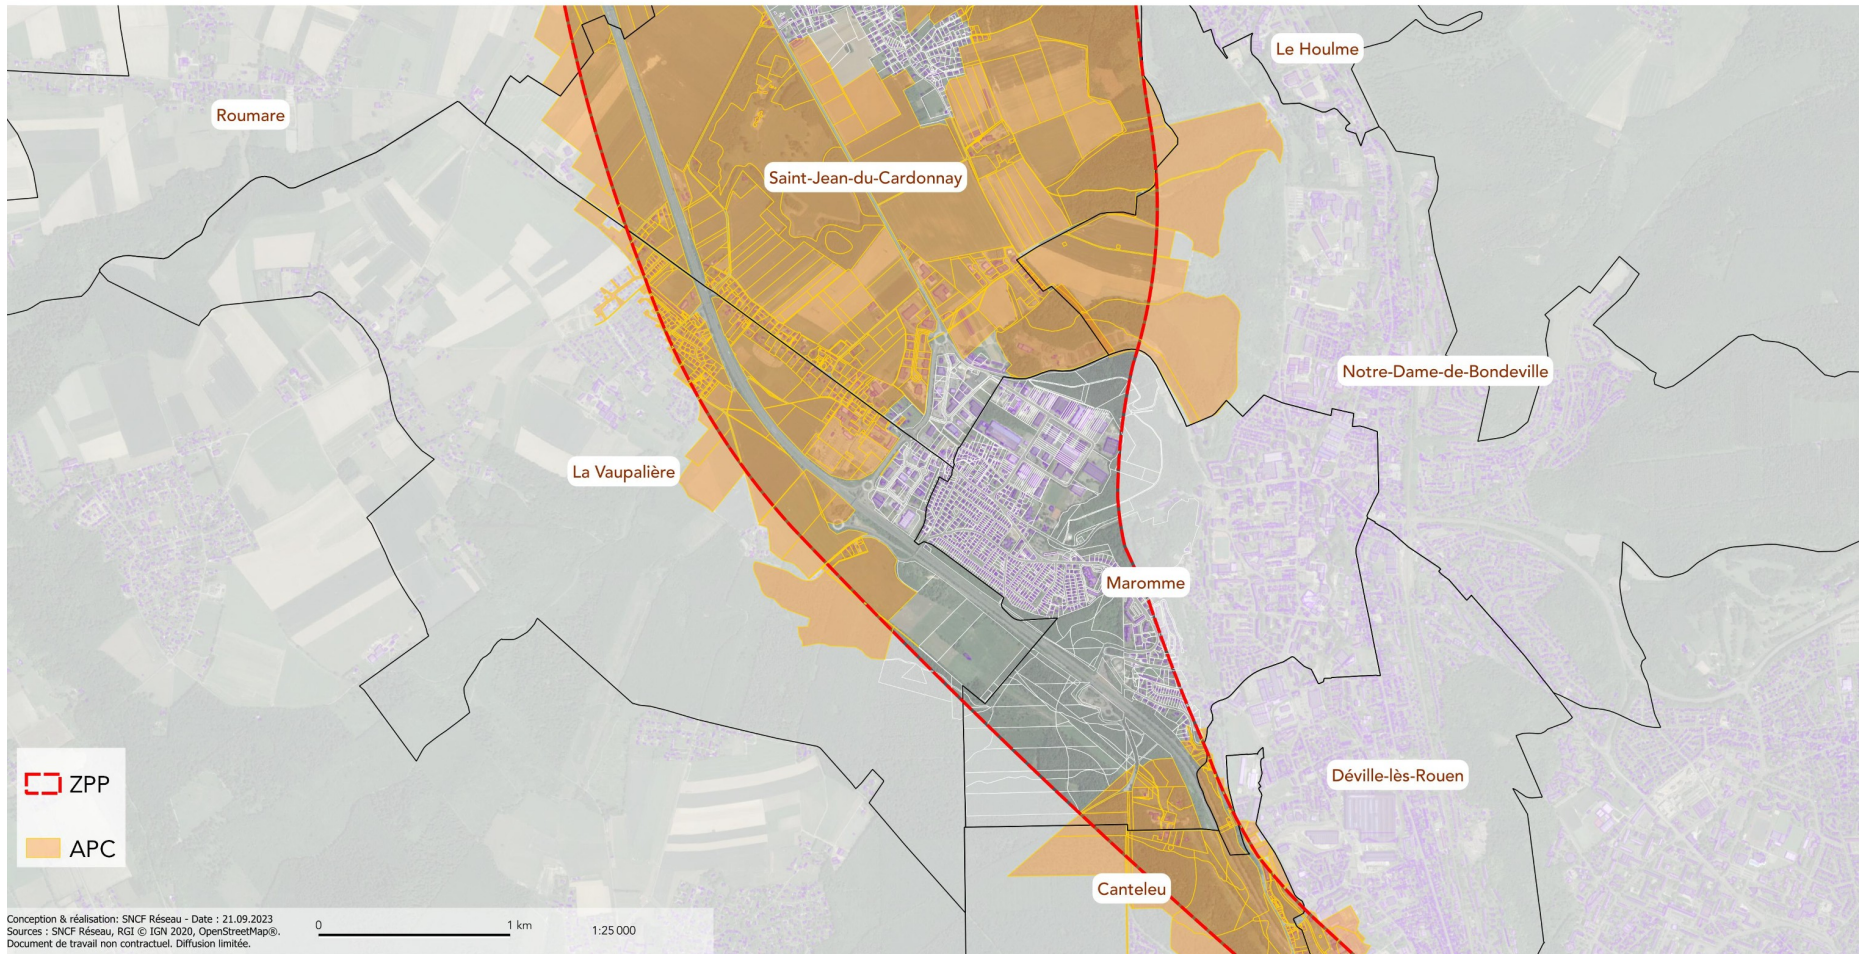 Le Houlme
Roumare
Saint-Jean-du-Cardonnay
Notre-Dame-de-Bondeville
La Vaupalière
Maromme
Déville-lès-Rouen
ZPP
APC
Canteleu
Conception & réalisation: SNCF Réseau - Date : 21.09.2023
Sources : SNCF Réseau, RGI © IGN 2020, OpenStreetMap®.
Document de travail non contractuel. Diffusion limitée.
0 1 km
1:25 000